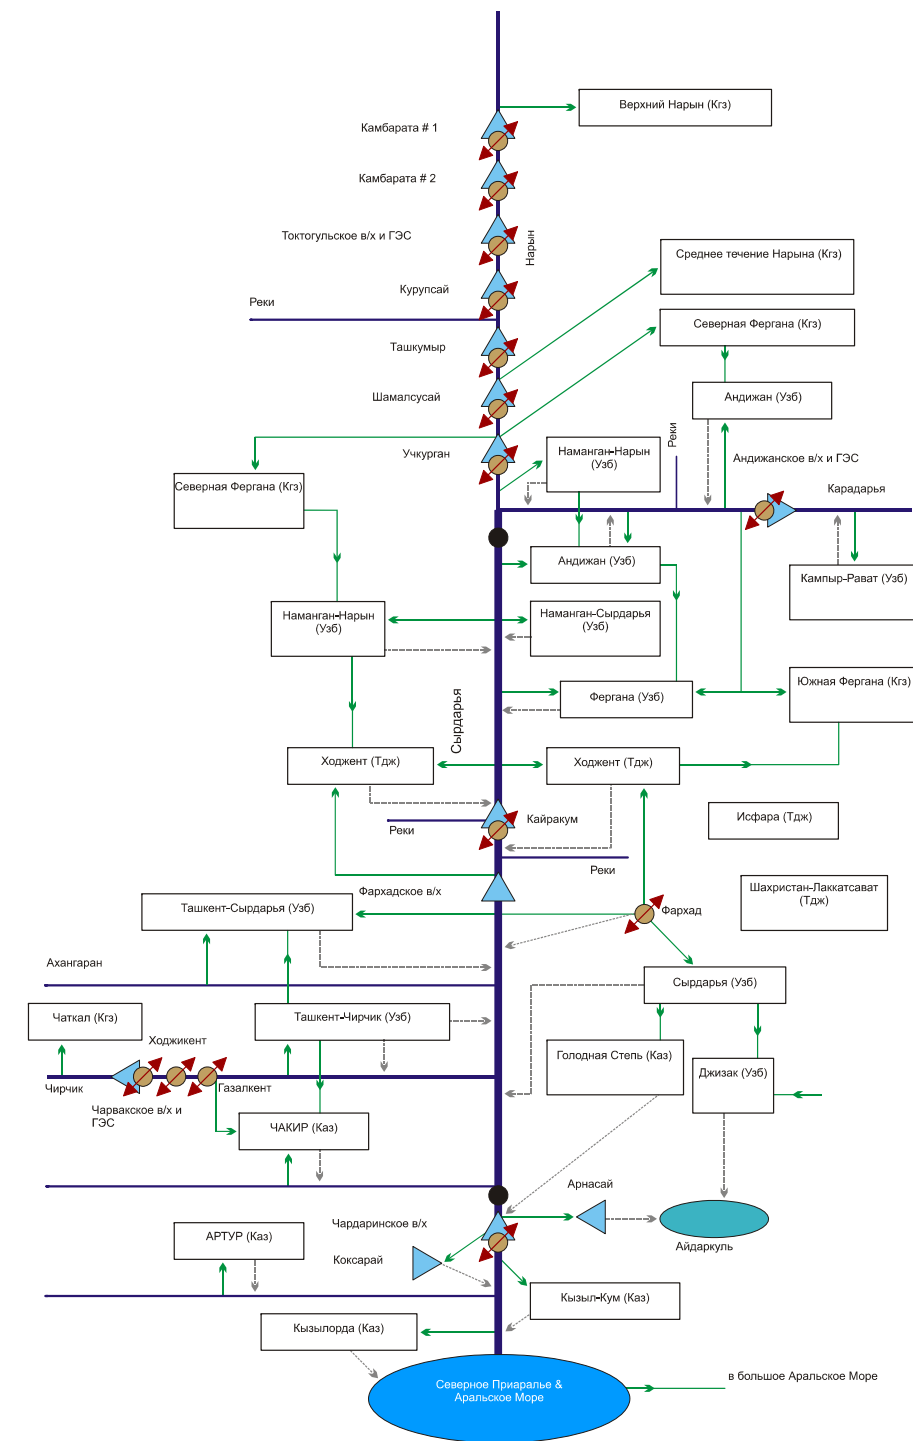 Верхний Нарын (Кгз)
Камбарата # 1
Камбарата # 2
Токтогульское в/х и ГЭС
Нарын
Среднее течение Нарына (Кгз)
Курупсай
Реки
Северная Фергана (Кгз)
Ташкумыр
Шамалсусай
Андижан (Узб)
Учкурган
Наманган-Нарын
(Узб)
Реки
Андижанское в/х и ГЭС
Северная Фергана (Кгз)
Карадарья
Андижан (Узб)
Кампыр-Рават (Узб)
Наманган-Нарын
(Узб)
Наманган-Сырдарья
(Узб)
Южная Фергана (Кгз)
Фергана (Узб)
Сырдарья
Ходжент (Тдж)
Ходжент (Тдж)
Кайракум
Исфара (Тдж)
Реки
Реки
Фархадское в/х
Шахристан-Лаккатсават
(Тдж)
Ташкент-Сырдарья (Узб)
Фархад
Ахангаран
Сырдарья (Узб)
Чаткал (Кгз)
Ташкент-Чирчик (Узб)
Ходжикент
Голодная Степь (Каз)
Джизак (Узб)
Чирчик
Газалкент
Чарвакское в/х и
ГЭС
ЧАКИР (Каз)
Арнасай
Чардаринское в/х
АРТУР (Каз)
Айдаркуль
Коксарай
Кызыл-Кум (Каз)
Кызылорда (Каз)
в большое Аральское Море
Северное Приаралье &
Аральское Море